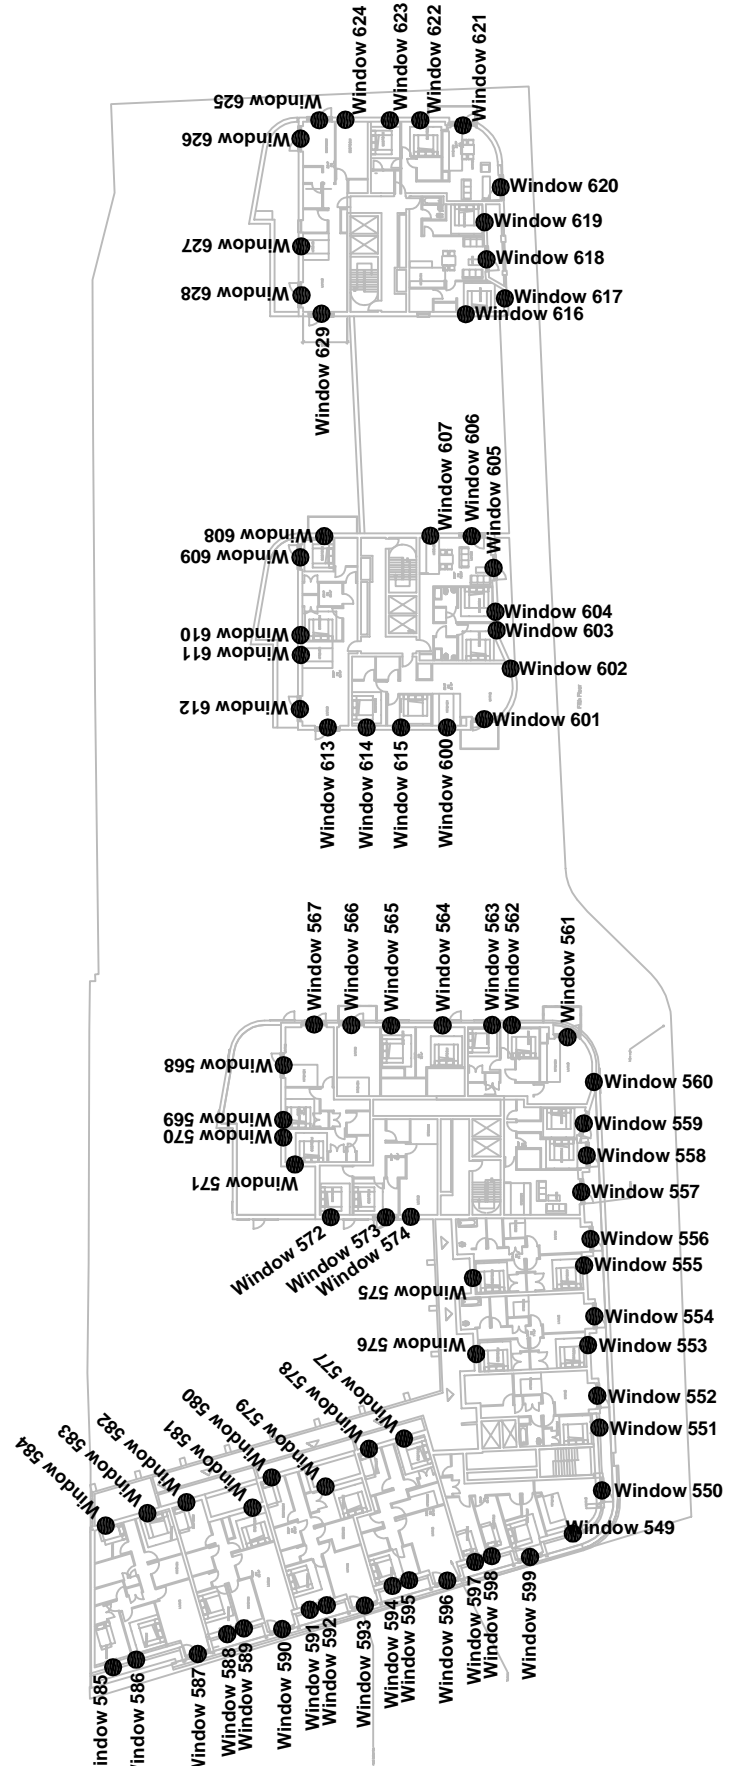 Window 624
Window 623
Window 622
Window 621
Window 625
Window 626
Window 620
Window 619
Window 627
Window 618
Window 628
Window 617
Window 616
Window 629
Window 607
Window 606
Window 605
Window 608
Window 609
Window 604
Window 610
Window 603
Window 611
Window 602
Window 612
Window 601
Window 613
Window 614
Window 615
Window 600
Fifth Floor
Window 567
Window 566
Window 565
Window 564
Window 563
Window 562
Window 561
Window 568
Window 560
Window 569
Window 559
Window 570
Window 558
Window 571
Window 557
Window 572
Window 573
Window 574
Window 556
Window 575
Window 555
Window 554
Window 576
Window 553
Window 577
Window 578
Window 552
Window 579
Window 580
Window 551
Window 581
Window 582
Window 583
Window 584
Window 550
Window 549
Window 599
Window 598
Window 597
Window 596
Window 595
Window 594
Window 593
Window 592
Window 591
Window 590
Window 589
Window 588
Window 587
indow 586
indow 585